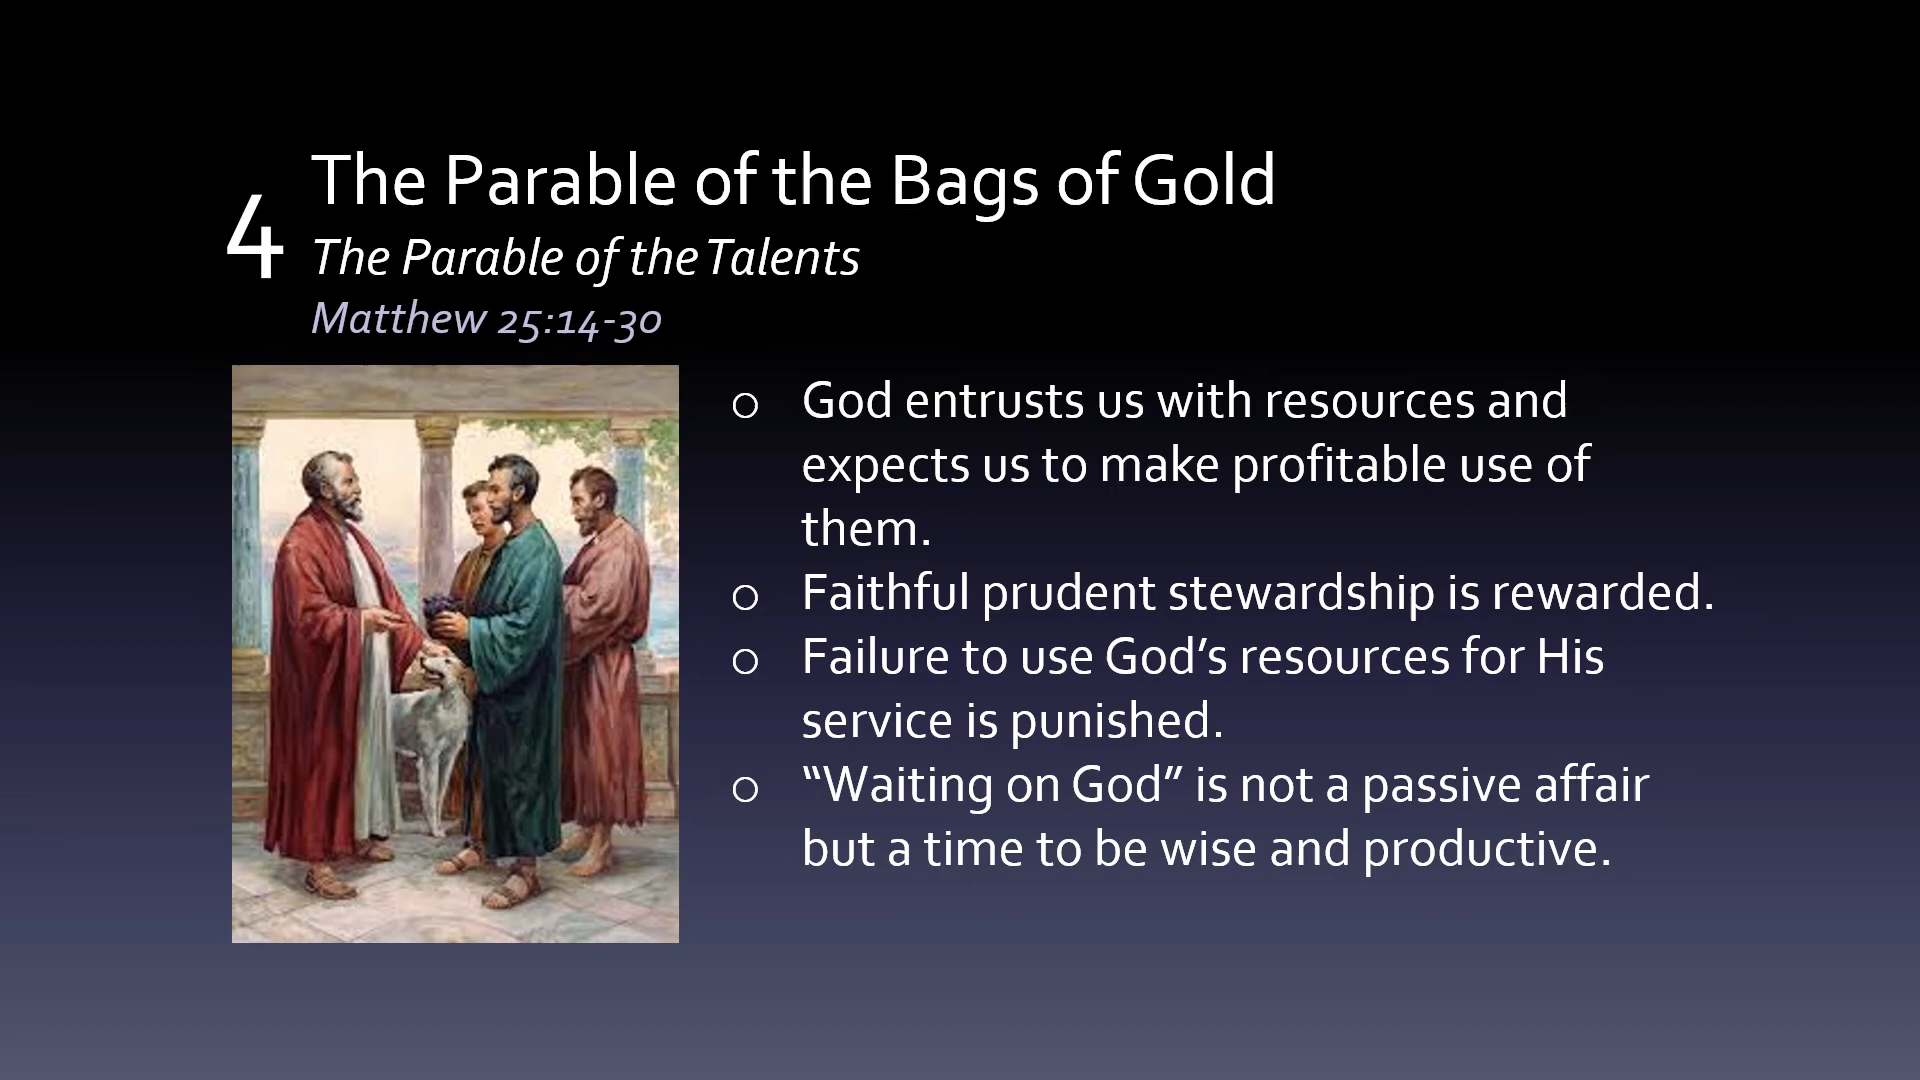 The Parable of the Bags of Gold
4
The Parable of the Talents
Matthew 25:14-30
○ God entrusts us with resources and
expects us to make profitable use of
them.
○ Faithful prudent stewardship is rewarded.
○ Failure to use God’s resources for His
service is punished.
○ “Waiting on God” is not a passive affair
but a time to be wise and productive.